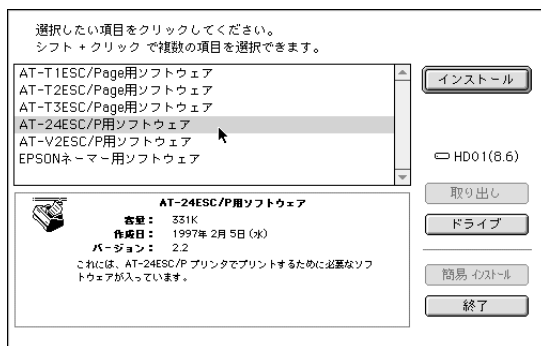 選択したい項目をクリックしてください。
シフト + クリック で複数の項目を選択できます。
AT-T1ESC/Page用ソフトウェア
AT-T2ESC/Page用ソフトウェア
AT-T3ESC/Page用ソフトウェア
AT-24ESC/P用ソフトウェア
AT-V2ESC/P用ソフトウェア
EPSONネーマー用ソフトウェア
AT-24ESC/P用ソフトウェア
容量： 331K
作成日： 1997年 2月 5日 (水)
バージョン： 2.2
これには、AT-24ESC/P プリンタでプリントするために必要なソフ
トウェアが入っています。
インストール
HD01(8.6)
取り出し
ドライブ
簡易 インストール
終了